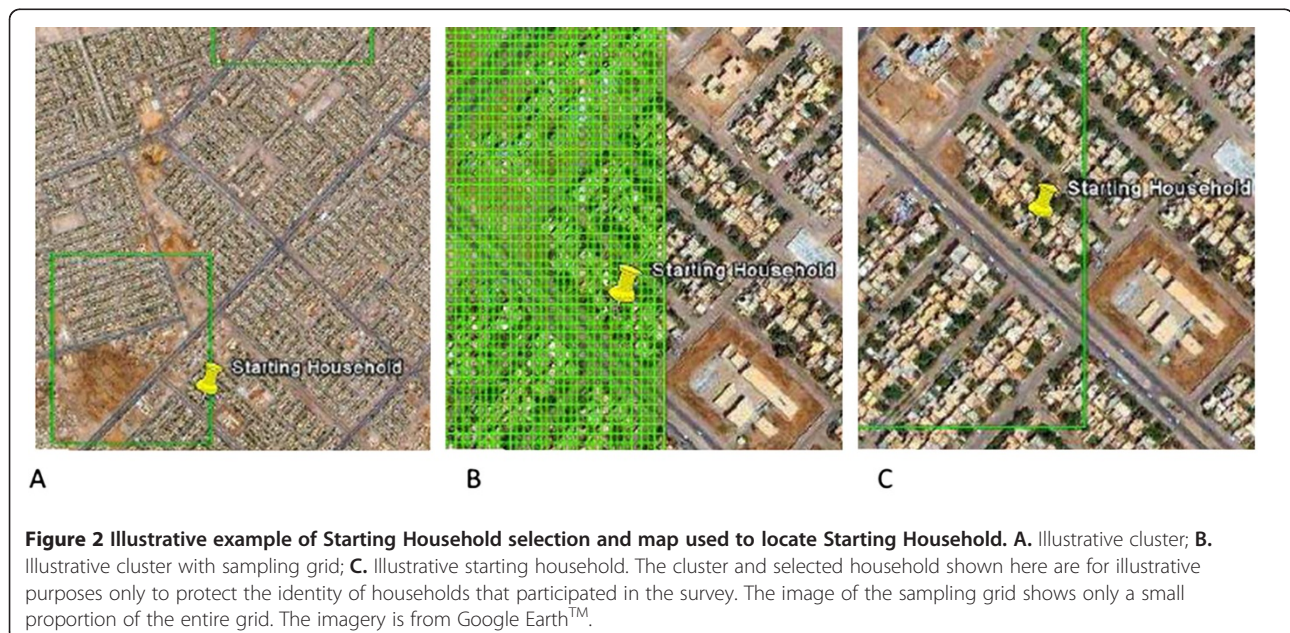 Starting Household
Starting Household
Starting Household
A
B
C
Figure 2 Illustrative example of Starting Household selection and map used to locate Starting Household. A. Illustrative cluster; B.
Illustrative cluster with sampling grid; C. Illustrative starting household. The cluster and selected household shown here are for illustrative
purposes only to protect the identity of households that participated in the survey. The image of the sampling grid shows only a small
proportion of the entire grid. The imagery is from Google Earth™.